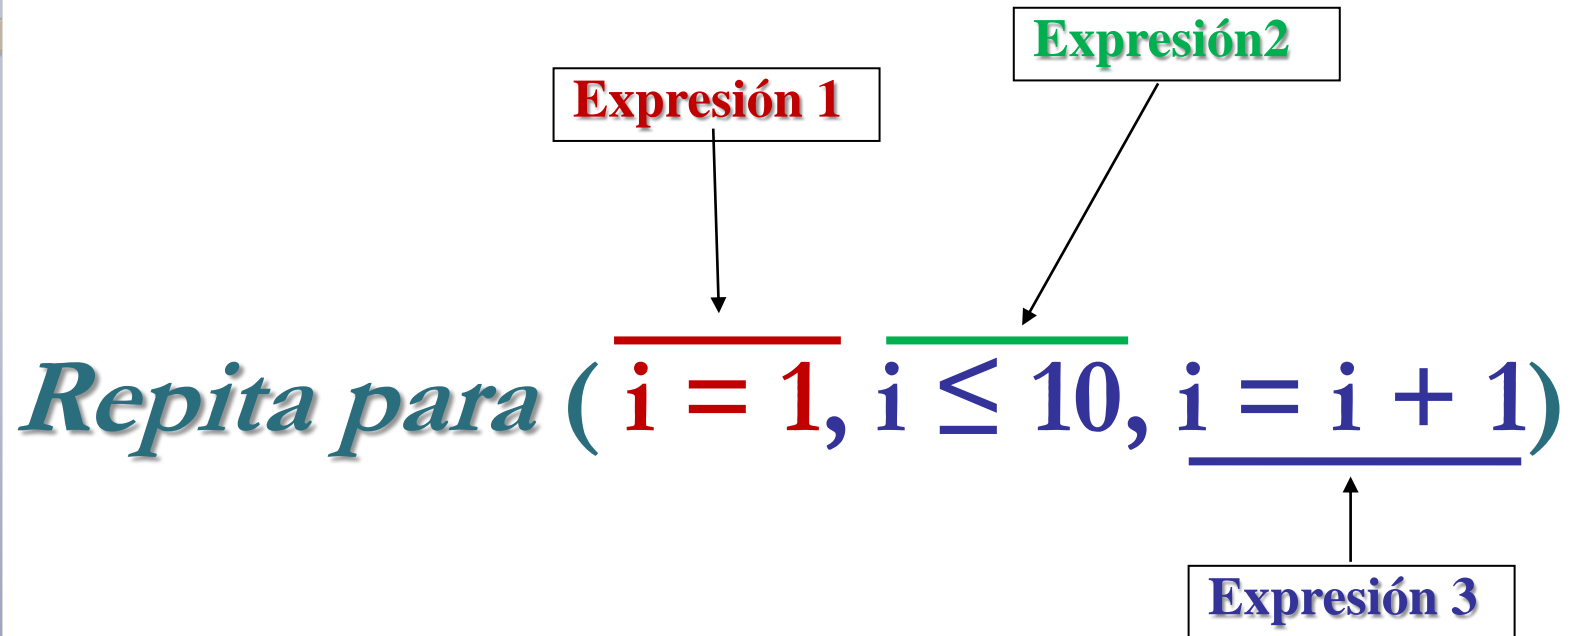 Expresión2
Expresión 1
Repita para ( i = 1, i ≤ 10, i = i + 1)
Expresión 3